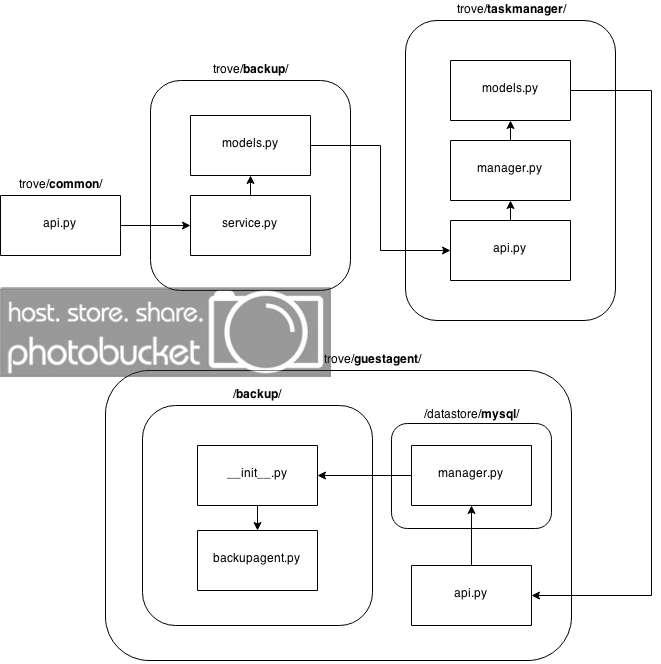 trove/taskmanager/
models.py
trove/backup/
models.py
manager.py
trove/common/
api.py
service.py
api.py
host. store. share.
photobucket
trove/guestagent/
/backup/
/datastore/mysql/
__init__.py
manager.py
backupagent.py
api.py